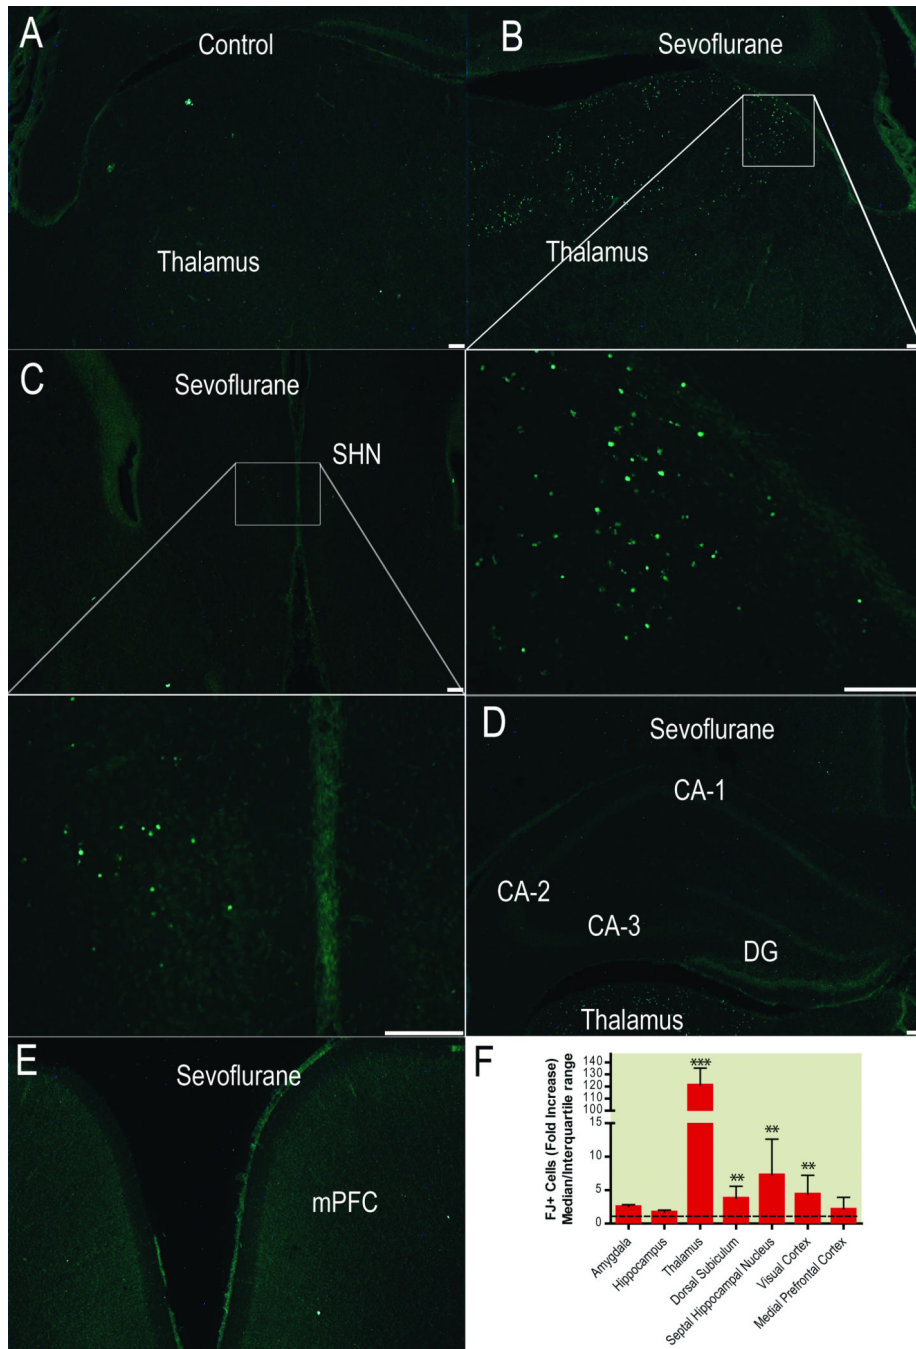 A
Control
Thalamus
B
Sevoflurane
Thalamus
C
Sevoflurane
SHN
D
Sevoflurane
CA-1
CA-2
CA-3
DG
Thalamus
E
Sevoflurane
mPFC
F
FJ+ Cells (Fold Increase)
Median/Interquartile range
140
130
120
110
100
15
10
5
0
***
**
**
**
Amygdala
Hippocampus
Thalamus
Dorsal Subiculum
Septal Hippocampal Nucleus
Visual Cortex
Medial Prefrontal Cortex